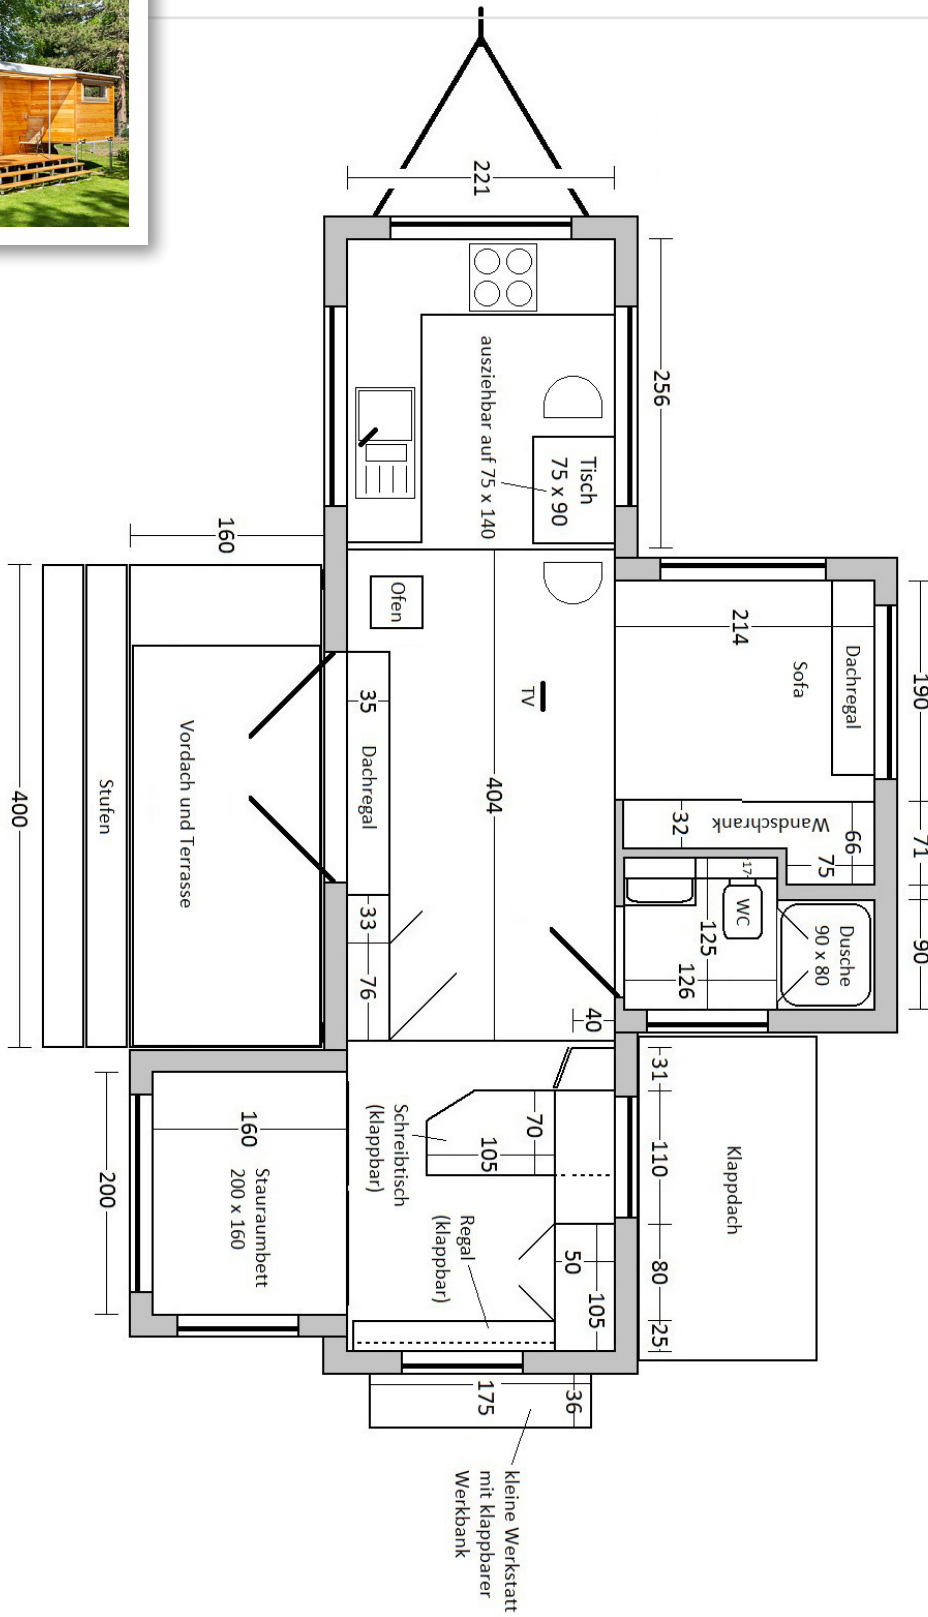 221
256
ausziehbar auf 75 x 140
Tisch
75 x 90
160
Ofen
214
Dachregal
Sofa
190
TV
35
Dachregal
404
Wandschrank
32
66
75
71
17
WC
125
126
Dusche
90 x 80
90
Vordach und Terrasse
Stufen
400
33
76
40
31
110
80
25
Klappdach
70
105
Schreibtisch
(klappbar)
Regal
(klappbar)
50
105
160
Stauraumbett
200 x 160
200
175
36
kleine Werkstatt
mit klappbarer
Werkbank